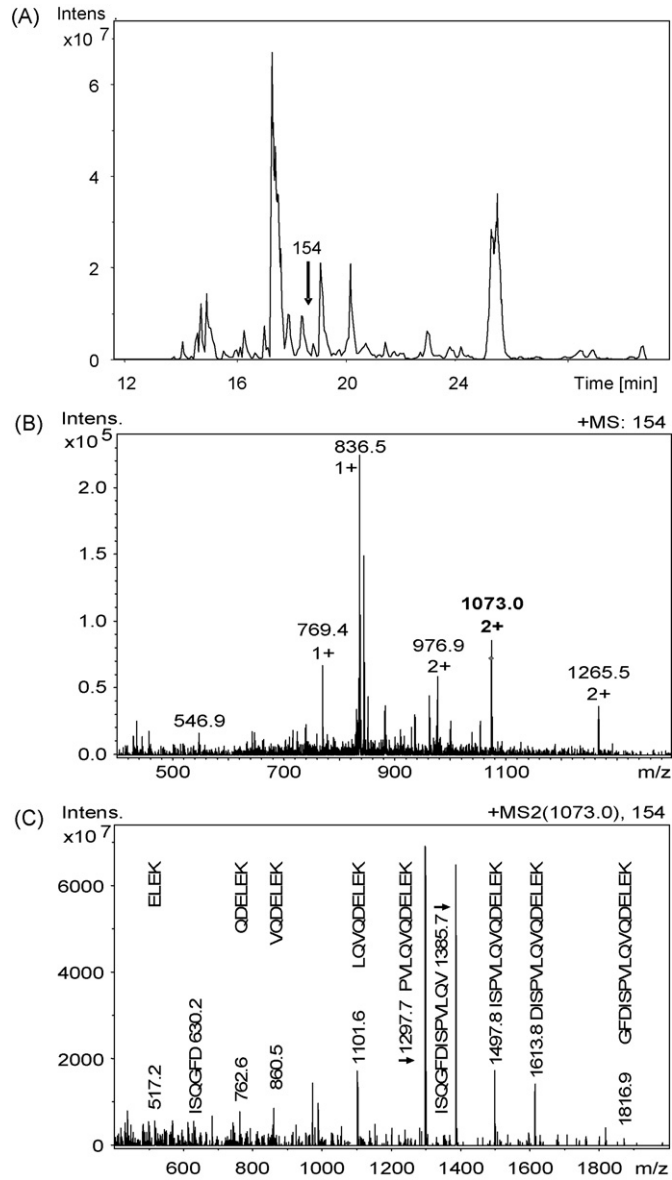 (A)
Intens
x10 7
6
4
2
0
154
12
16
20
24
Time [min]
(B)
Intens.
x10 5
+MS: 154
2.0
1.5
1.0
0.5
0.0
836.5
1+
769.4
1+
546.9
976.9
2+
1073.0
2+
1265.5
2+
500
700
900
1100
m/z
(C)
Intens.
x10 7
+MS2(1073.0), 154
6000
4000
2000
0
517.2 ELEK
ISQGFD 630.2
762.6 QDELEK
860.5 VQDELEK
1101.6 LQVQDELEK
1297.7 PVLQVQDELEK
ISQGFDISPVLQV 1385.7
1497.8 ISPVLQVQDELEK
1613.8 DISPVLQVQDELEK
1816.9 GFDISPVLQVQDELEK
600
800
1000
1200
1400
1600
1800
m/z